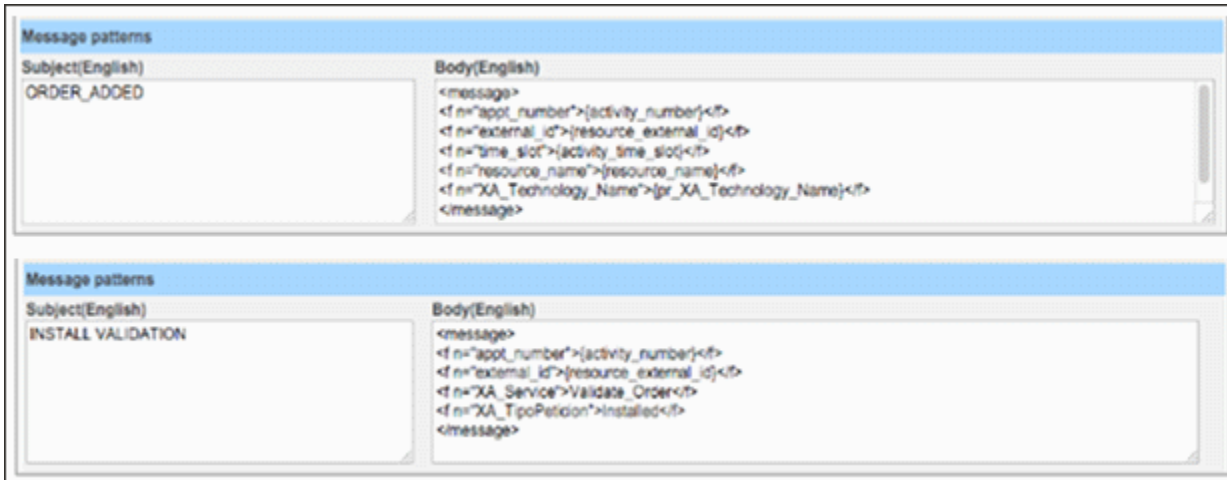 Message patterns
Subject(English)
Body(English)
ORDER_ADDED
<message>
<f n="appt_number">{activity_number}</f>
<f n="external_id">{resource_external_id}</f>
<f n="time_slot">{activity_time_slot}</f>
<f n="resource_name">{resource_name}</f>
<f n="XA_Technology_Name">{pr_XA_Technology_Name}</f>
</message>
Message patterns
Subject(English)
Body(English)
INSTALL VALIDATION
<message>
<f n="appt_number">{activity_number}</f>
<f n="external_id">{resource_external_id}</f>
<f n="XA_Service">Validate_Order</f>
<f n="XA_TipoPeticion">Installed</f>
</message>